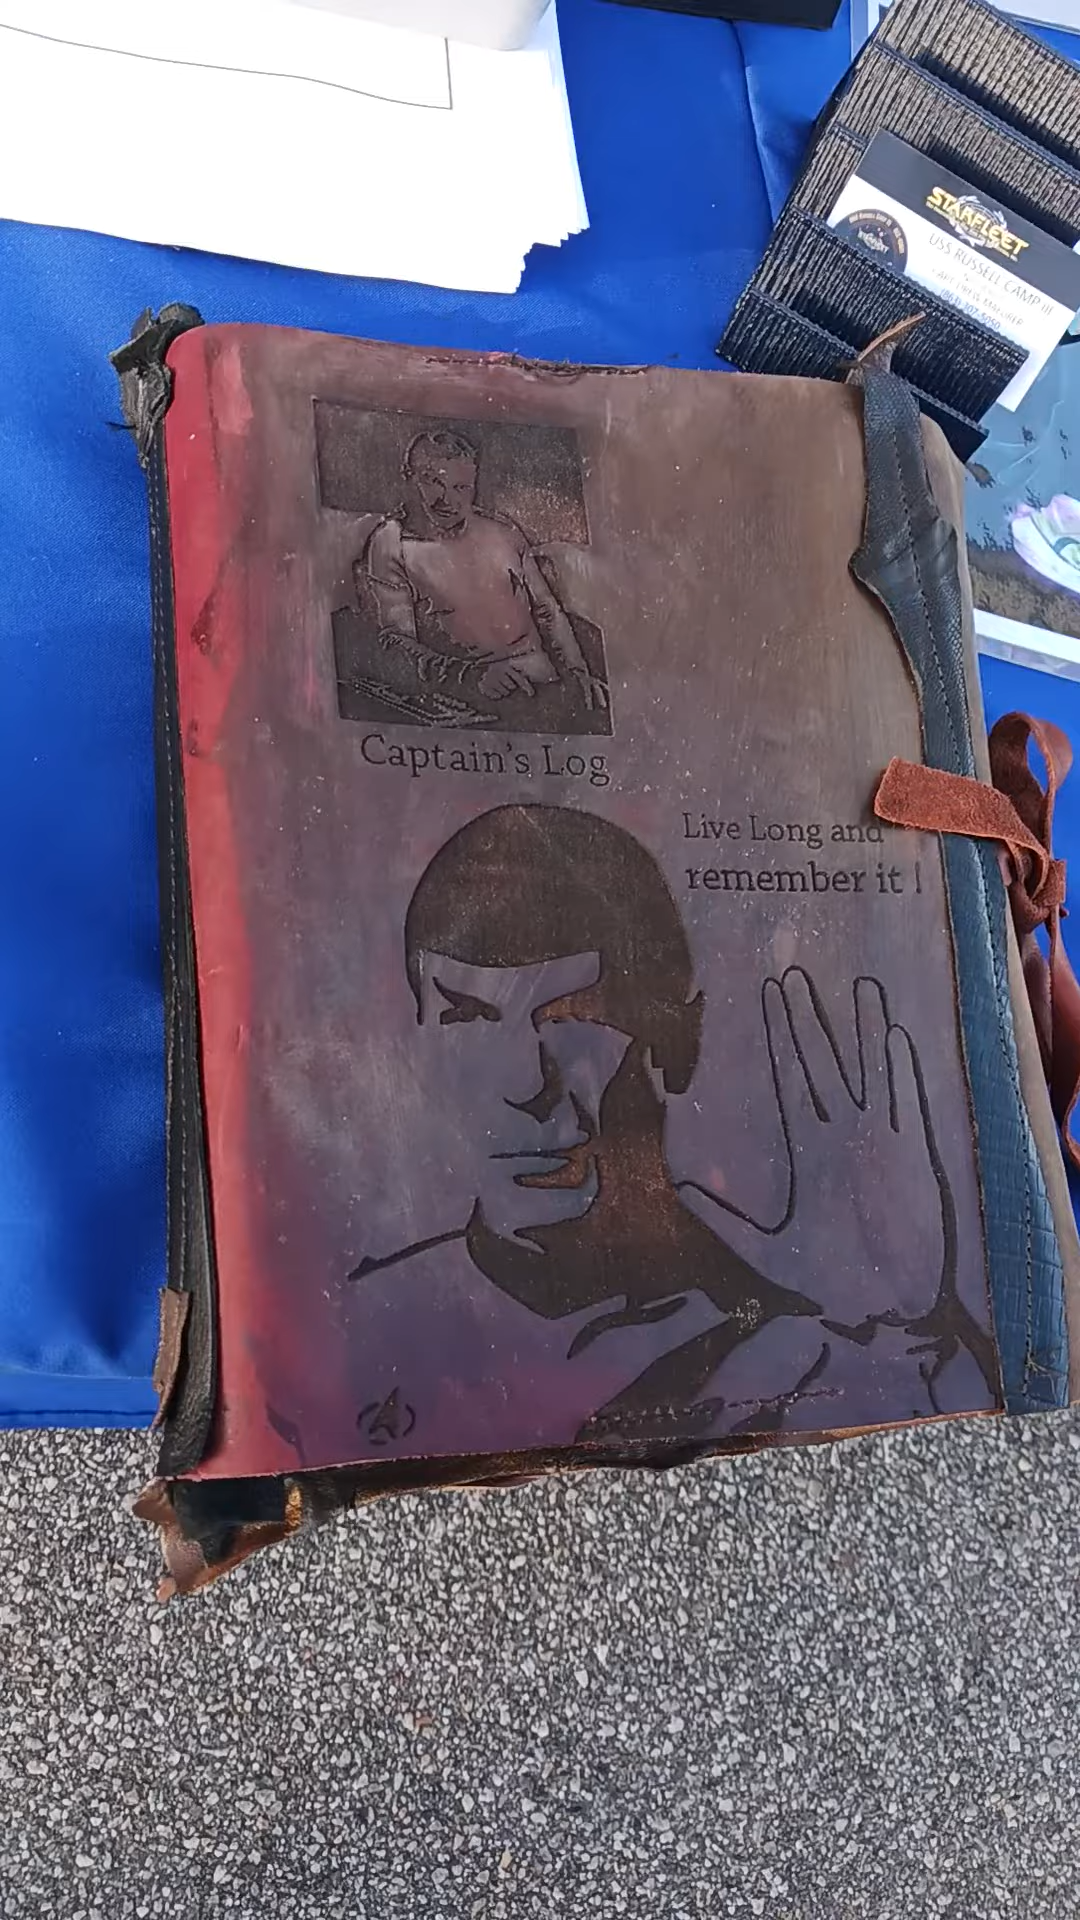 STARFLEET
USS RUSSELL CAMP III
Captain's Log
Live Long and
remember it !